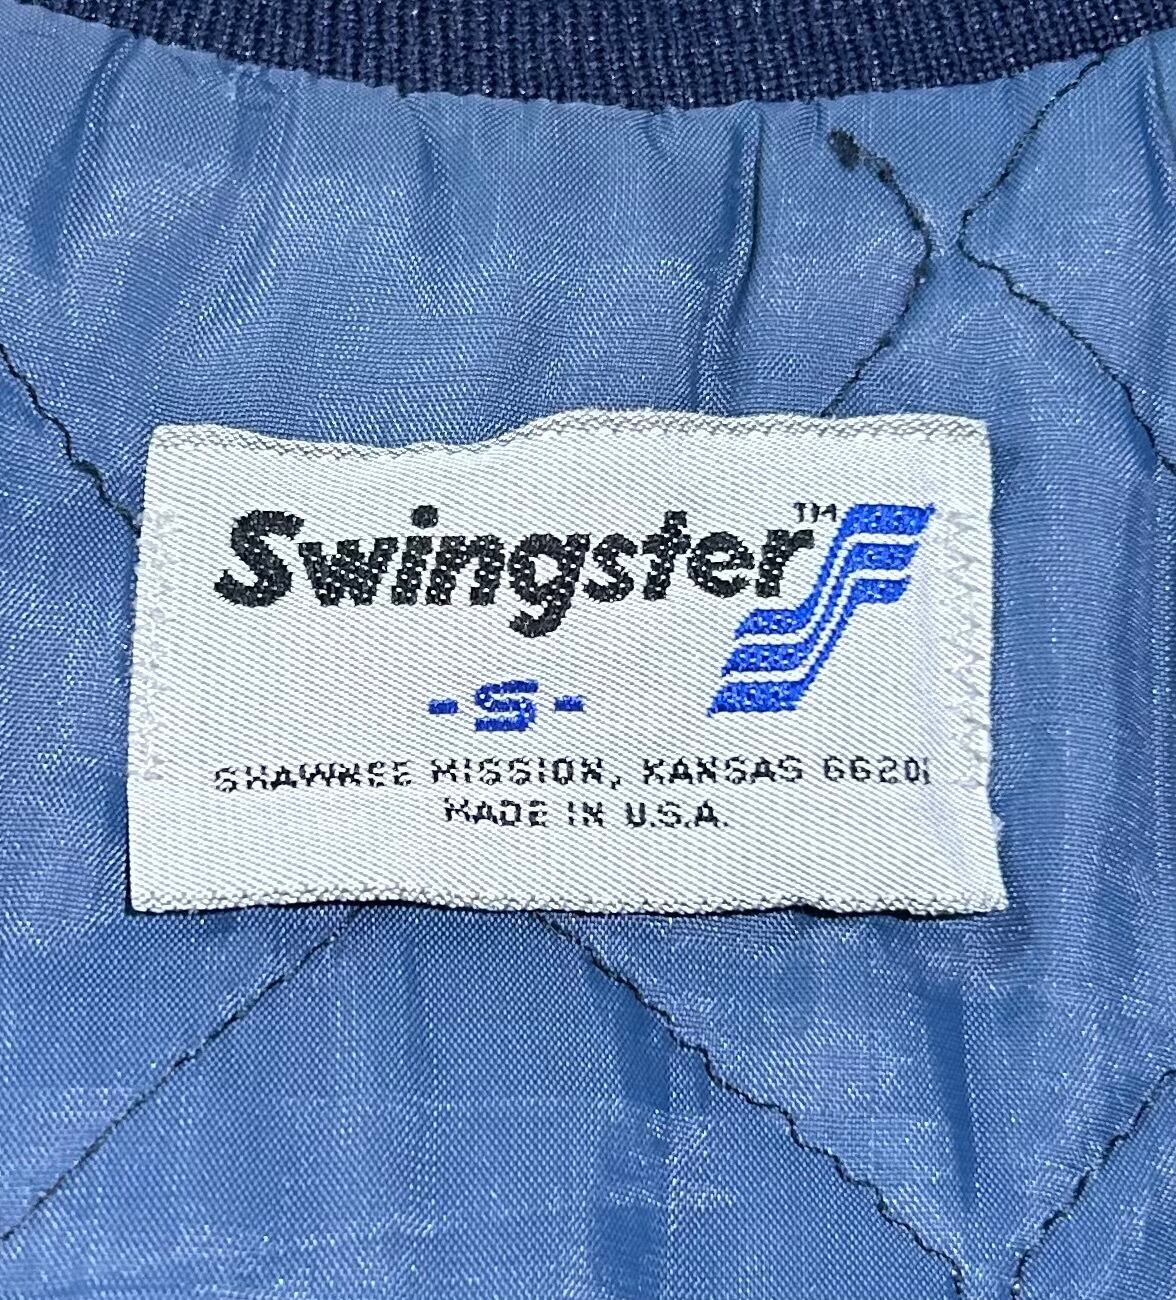 Swingster™
-S-
SHAWNEE MISSION, KANSAS 66201
MADE IN U.S.A.